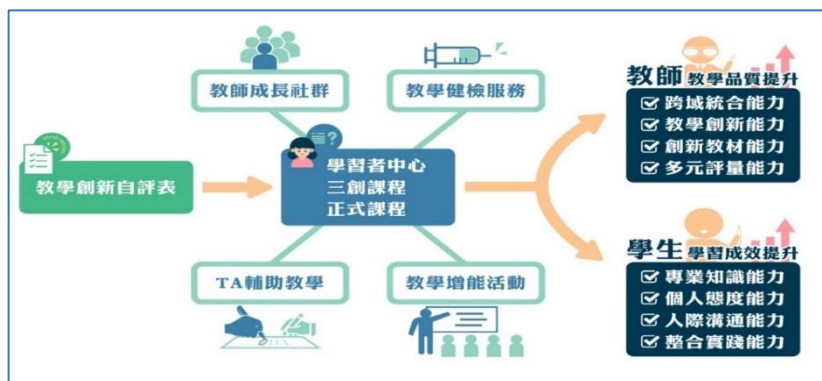 教師成長社群
教學健檢服務
教學創新自評表
學習者中心
三創課程
正式課程
TA輔助教學
教學增能活動
教師 教學品質提升
跨域統合能力
教學創新能力
創新教材能力
多元評量能力
學生 學習成效提升
專業知識能力
個人態度能力
人際溝通能力
整合實踐能力